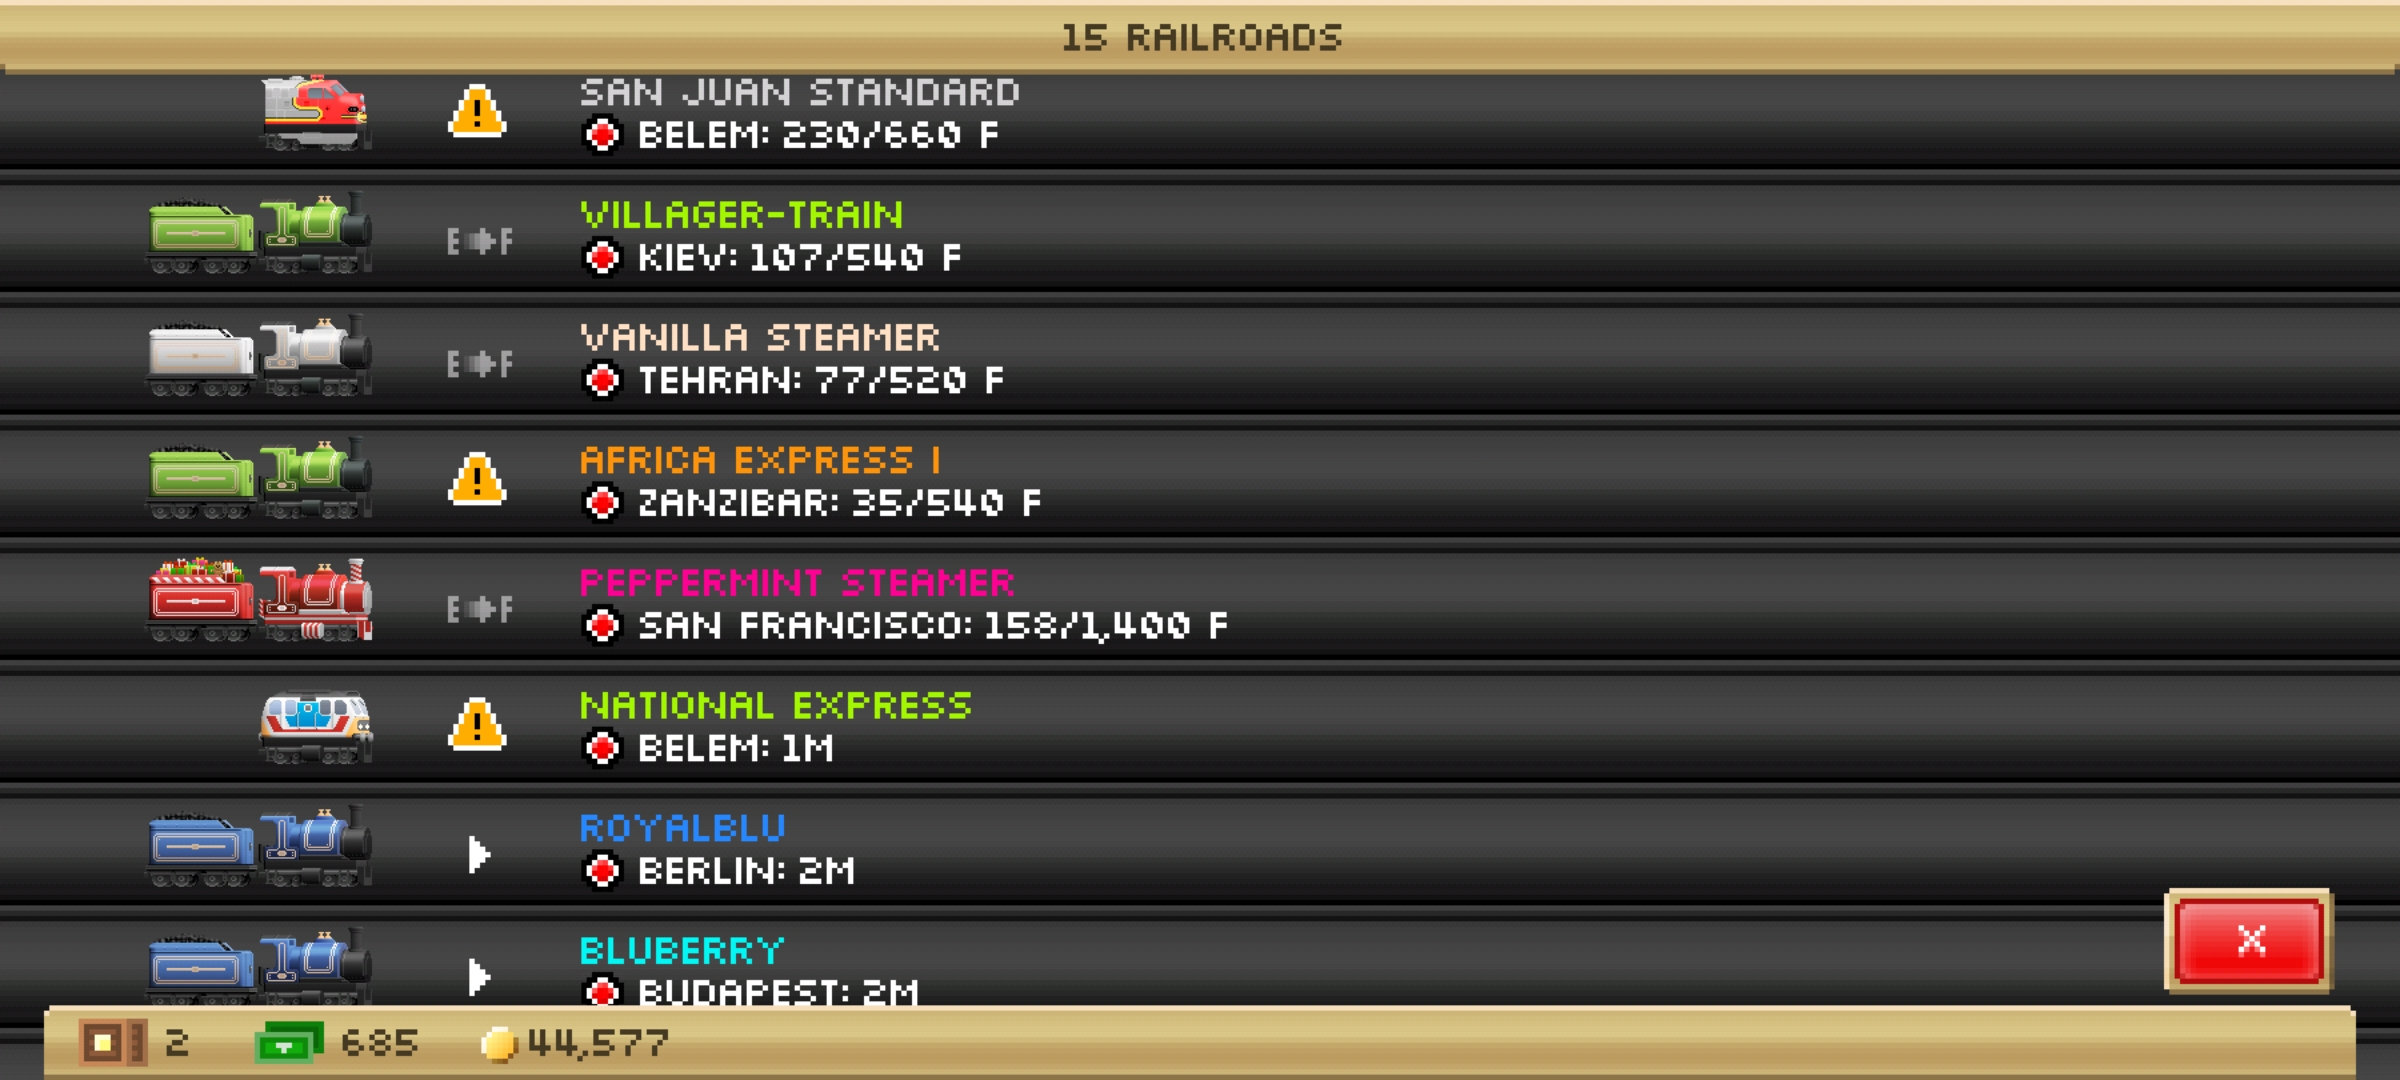 15 RAILROADS
SAN JUAN STANDARD
BELEM: 230/660 F
VILLAGER-TRAIN
E F
KIEV: 107/540 F
VANILLA STEAMER
E F
TEHRAN: 77/520 F
AFRICA EXPRESS I
ZANZIBAR: 35/540 F
PEPPERMINT STEAMER
E F
SAN FRANCISCO: 158/1,400 F
NATIONAL EXPRESS
BELEM: 1M
ROYALBLU
BERLIN: 2M
BLUBERRY
BUDAPEST: 2M
X
2 685 44,577